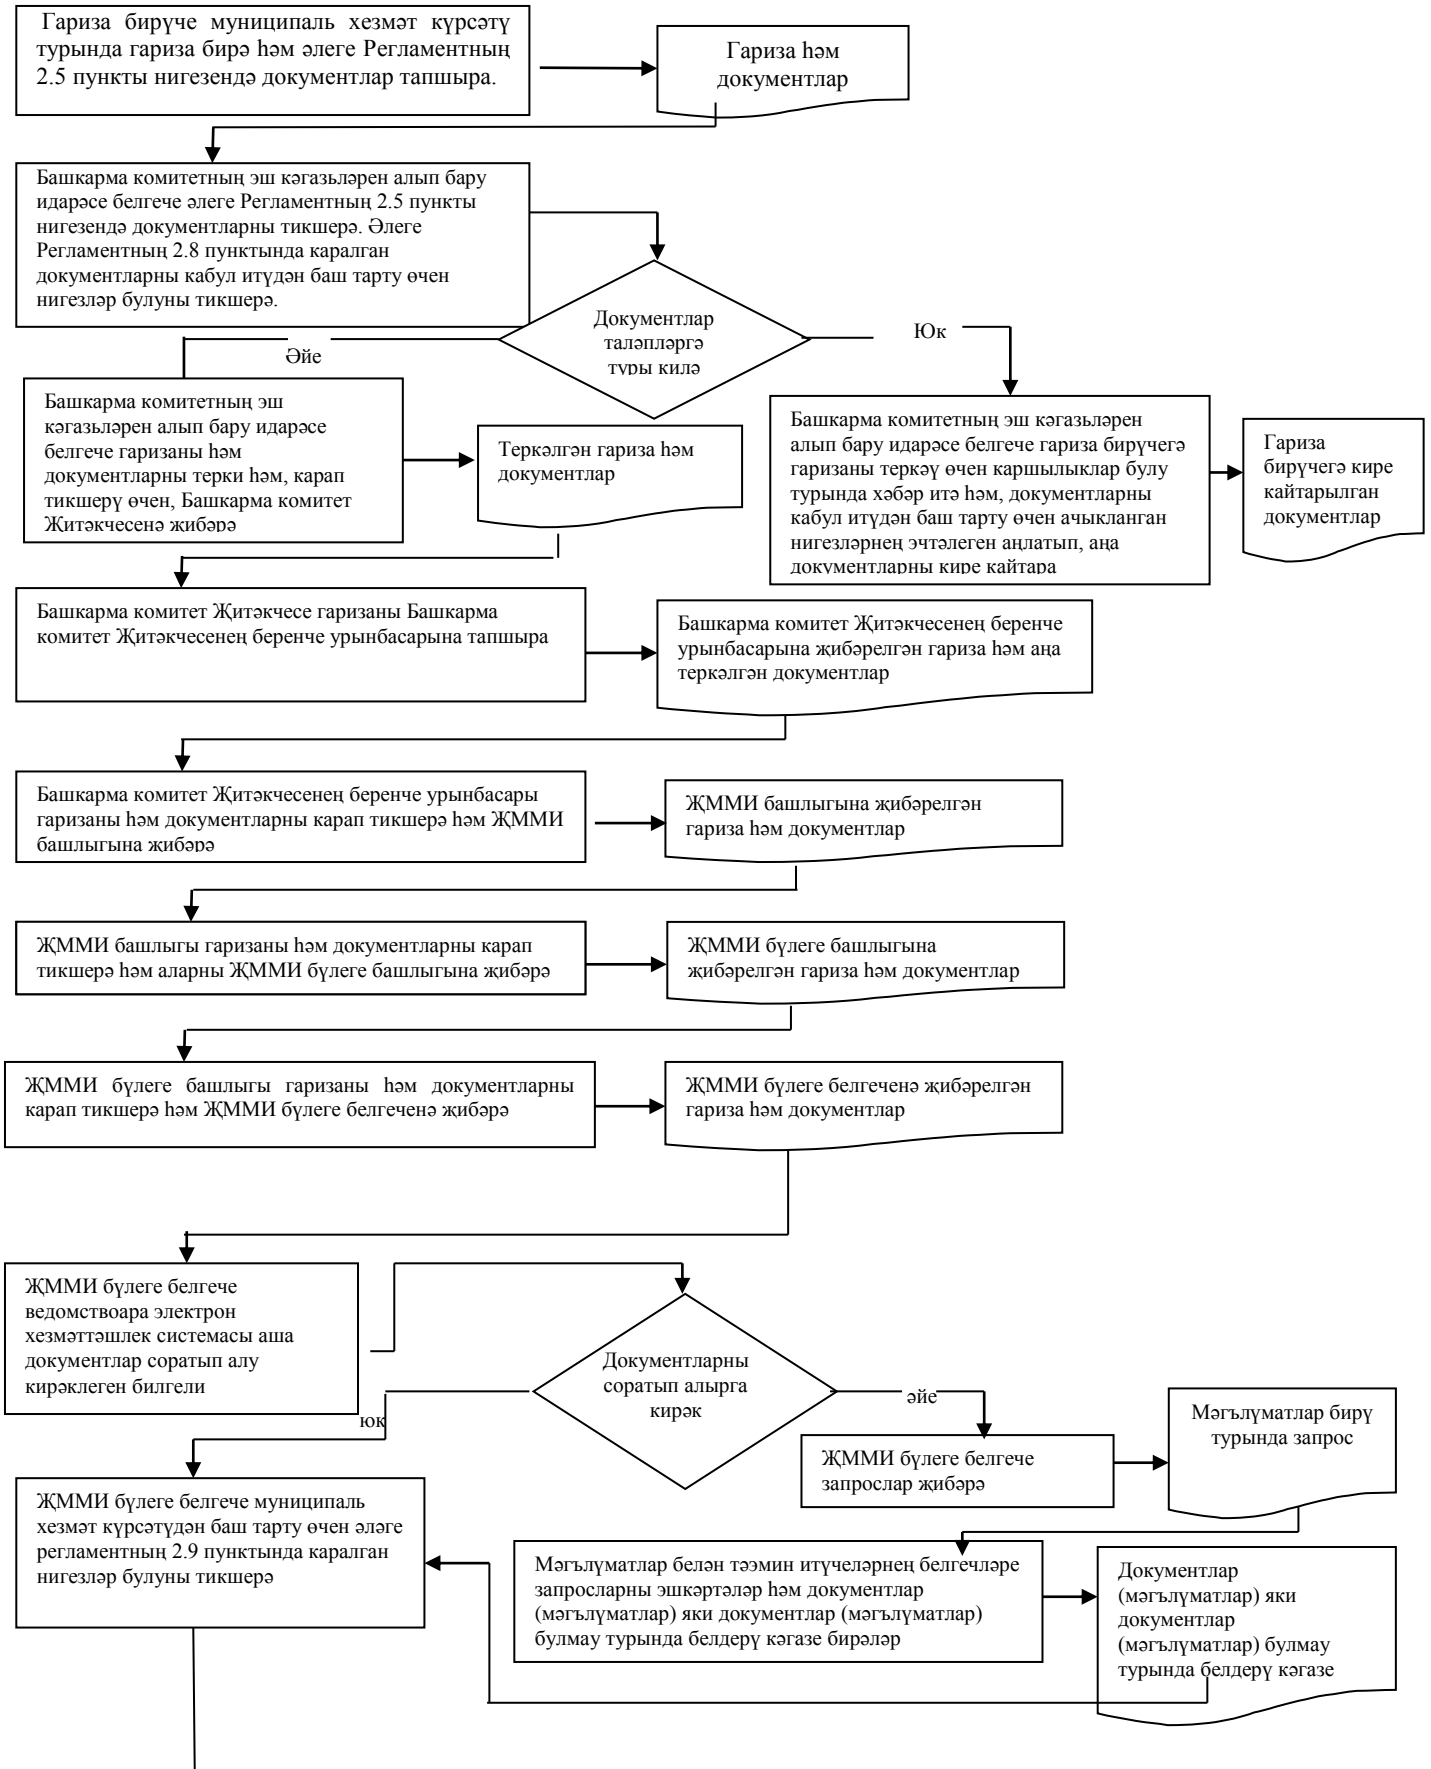 Гариза бирүче муниципаль хезмәт күрсәтү
турында гариза бирә һәм әлеге Регламентның
2.5 пункты нигезендә документлар тапшыра.
Гариза һәм
документлар
Башкарма комитетның эш кәгазьләрен алып бару
идарәсе белгече әлеге Регламентның 2.5 пункты
нигезендә документларны тикшерә. Әлеге
Регламентның 2.8 пунктында каралган
документларны кабул итүдән баш тарту өчен
нигезләр булуны тикшерә.
Документлар
таләпләргә
туры килә
Әйе
Юк
Башкарма комитетның эш
кәгазьләрен алып бару идарәсе
белгече гаризаны һәм
документларны терки һәм, карап
тикшерү өчен, Башкарма комитет
Җитәкчесенә җибәрә
Теркәлгән гариза һәм
документлар
Башкарма комитетның эш кәгазьләрен
алып бару идарәсе белгече гариза бирүчегә
гаризаны теркәү өчен каршылыклар булу
турында хәбәр итә һәм, документларны
кабул итүдән баш тарту өчен ачыкланган
нигезләрнең эчтәлеген аңлатып, аңа
документларны кире кайтара
Гариза
бирүчегә кире
кайтарылган
документлар
Башкарма комитет Җитәкчесе гаризаны Башкарма
комитет Җитәкчесенең беренче урынбасарына тапшыра
Башкарма комитет Җитәкчесенең беренче
урынбасарына җибәрелгән гариза һәм аңа
теркәлгән документлар
Башкарма комитет Җитәкчесенең беренче урынбасары
гаризаны һәм документларны карап тикшерә һәм ҖММИ
башлыгына җибәрә
ҖММИ башлыгына җибәрелгән
гариза һәм документлар
ҖММИ башлыгы гаризаны һәм документларны карап
тикшерә һәм аларны ҖММИ бүлеге башлыгына җибәрә
ҖММИ бүлеге башлыгына
җибәрелгән гариза һәм документлар
ҖММИ бүлеге башлыгы гаризаны һәм документларны
карап тикшерә һәм ҖММИ бүлеге белгеченә җибәрә
ҖММИ бүлеге белгеченә җибәрелгән
гариза һәм документлар
ҖММИ бүлеге белгече
ведомствоара электрон
хезмәттәшлек системасы аша
документлар соратып алу
кирәклеген билгели
Документларны
соратып алырга
кирәк
юк
әйе
ҖММИ бүлеге белгече
запрослар җибәрә
Мәгълүматлар бирү
турында запрос
ҖММИ бүлеге белгече муниципаль
хезмәт күрсәтүдән баш тарту өчен әләге
регламентның 2.9 пунктында каралган
нигезләр булуны тикшерә
Мәгълүматлар белән тәэмин итүчеләрнең белгечләре
запросларны эшкәртәләр һәм документлар
(мәгълүматлар) яки документлар (мәгълүматлар)
булмау турында белдерү кәгазе бирәләр
Документлар
(мәгълүматлар) яки
документлар
(мәгълүматлар) булмау
турында белдерү кәгазе